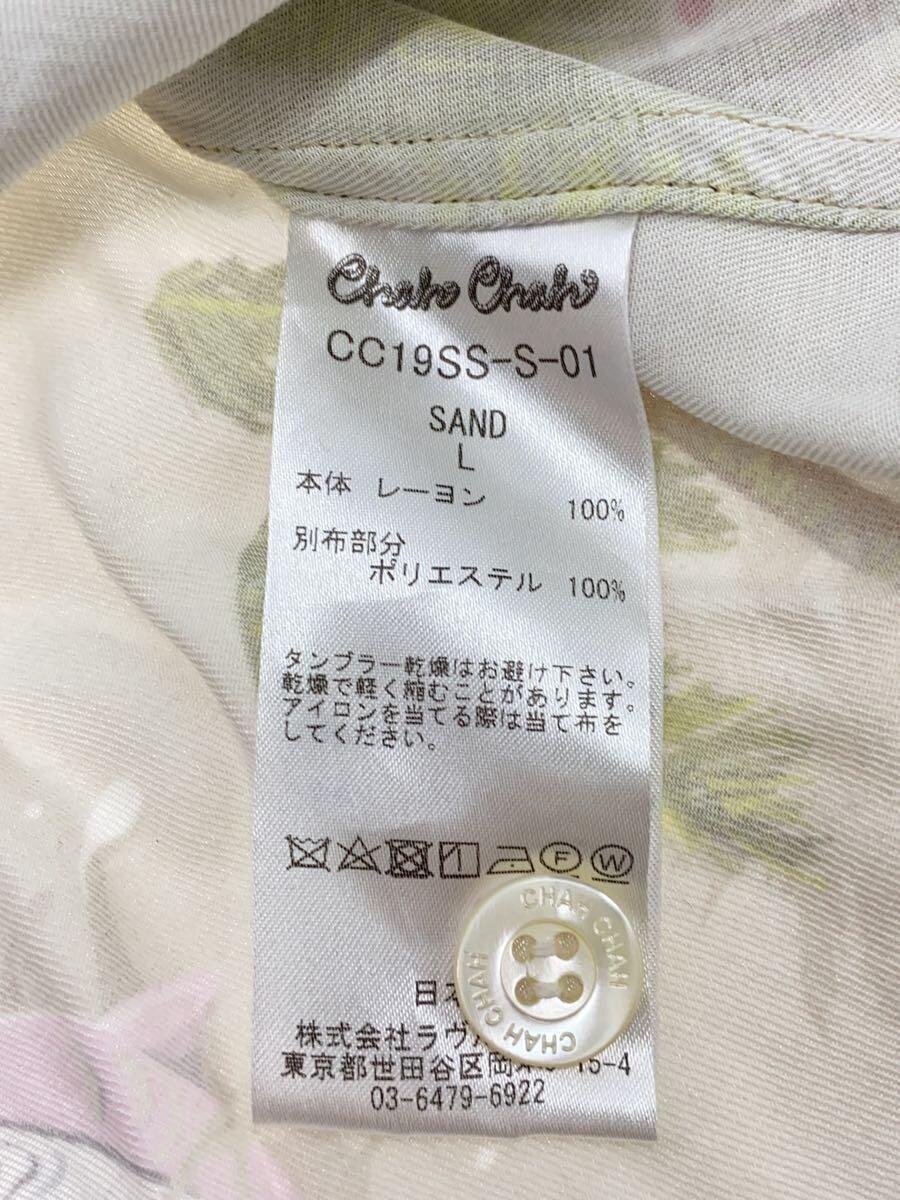 Chah Chah
CC19SS-S-01
SAND
L
本体 レーヨン 100%
別布部分
ポリエステル 100%
タンブラー乾燥はお避け下さい。
乾燥で軽く縮むことがあります。
アイロンを当てる際は当て布を
してください。
F W
CHAH CHAH
CHAH CHAH
日
株式会社ラヴ
東京都世田谷区岡 15-4
03-6479-6922